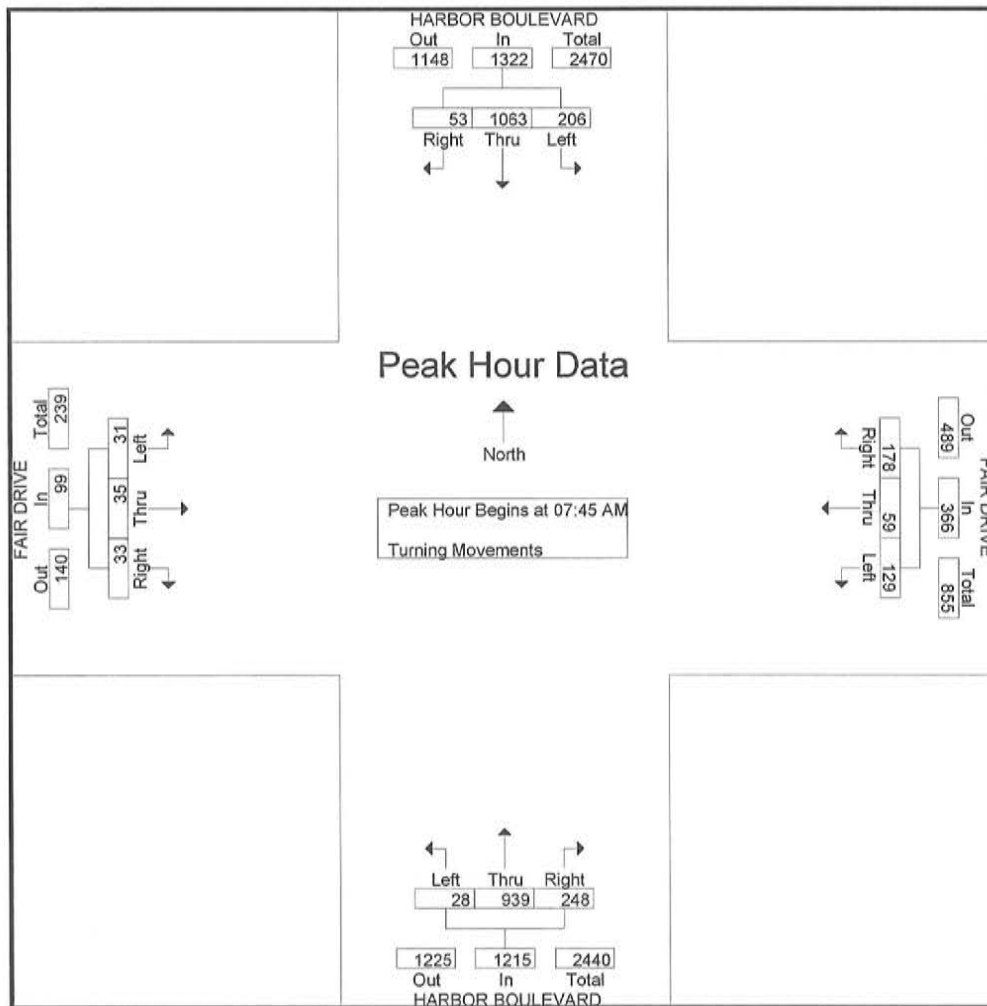 HARBOR BOULEVARD
Out In Total
1148 1322 2470
53 1063 206
Right Thru Left
Peak Hour Data
North
Peak Hour Begins at 07:45 AM
Turning Movements
FAIR DRIVE
Out In Total
140 99 239
31 35 33
Left Thru Right
FAIR DRIVE
Out In Total
489 366 855
178 59 129
Right Thru Left
Left Thru Right
28 939 248
1225 1215 2440
Out In Total
HARBOR BOULEVARD